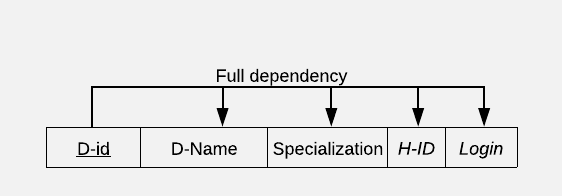 Full dependency
D-id D-Name Specialization H-ID Login